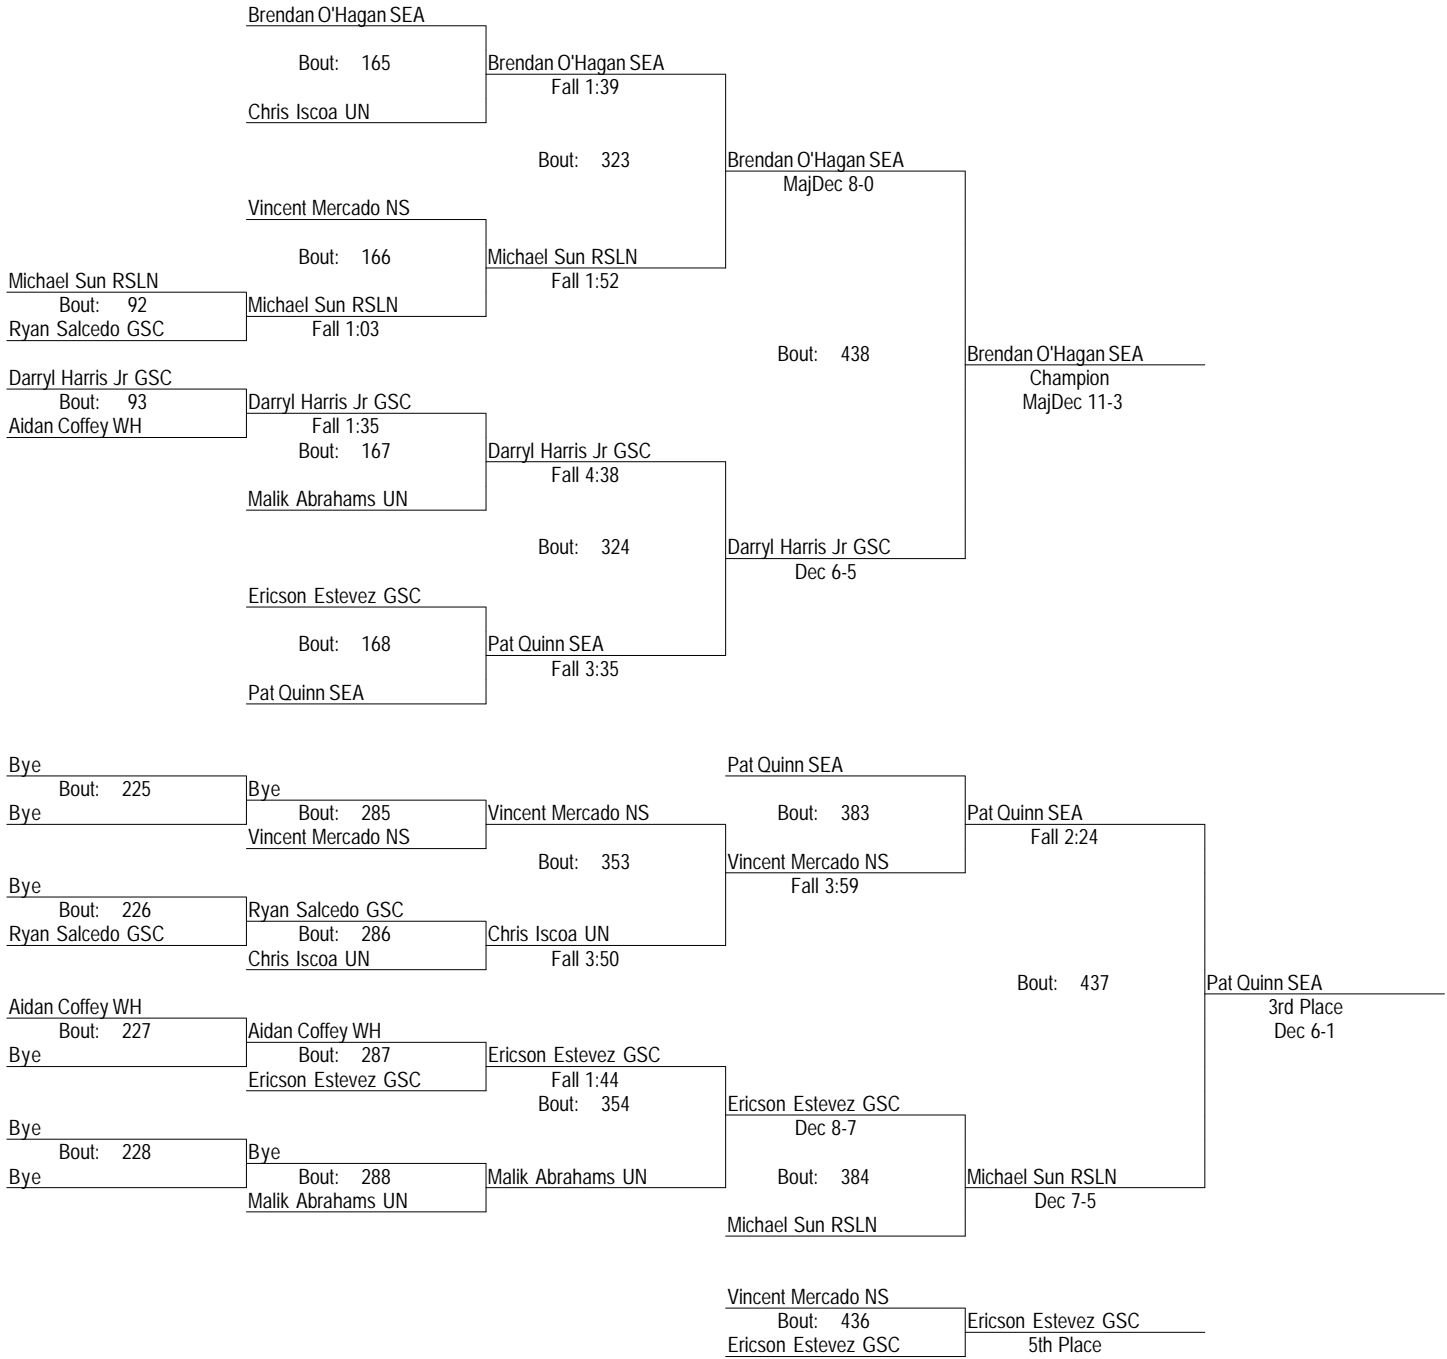 Brendan O'Hagan SEA
Bout: 165
Brendan O'Hagan SEA
Fall 1:39
Chris Iscoa UN
Bout: 323
Brendan O'Hagan SEA
MajDec 8-0
Vincent Mercado NS
Bout: 166
Michael Sun RSLN
Fall 1:52
Michael Sun RSLN
Bout: 92
Michael Sun RSLN
Ryan Salcedo GSC
Fall 1:03
Bout: 438
Brendan O'Hagan SEA
Champion
MajDec 11-3
Darryl Harris Jr GSC
Bout: 93
Darryl Harris Jr GSC
Aidan Coffey WH
Fall 1:35
Bout: 167
Darryl Harris Jr GSC
Fall 4:38
Malik Abrahams UN
Bout: 324
Darryl Harris Jr GSC
Dec 6-5
Ericson Estevez GSC
Bout: 168
Pat Quinn SEA
Fall 3:35
Pat Quinn SEA
Bye
Bout: 225
Bye
Bye
Bout: 285
Vincent Mercado NS
Vincent Mercado NS
Pat Quinn SEA
Bout: 383
Pat Quinn SEA
Fall 2:24
Bout: 353
Vincent Mercado NS
Fall 3:59
Bye
Bout: 226
Ryan Salcedo GSC
Ryan Salcedo GSC
Bout: 286
Chris Iscoa UN
Chris Iscoa UN
Fall 3:50
Bout: 437
Pat Quinn SEA
3rd Place
Dec 6-1
Aidan Coffey WH
Bout: 227
Bye
Aidan Coffey WH
Bout: 287
Ericson Estevez GSC
Ericson Estevez GSC
Fall 1:44
Bout: 354
Ericson Estevez GSC
Dec 8-7
Bye
Bout: 228
Bye
Bye
Bout: 288
Malik Abrahams UN
Malik Abrahams UN
Bout: 384
Michael Sun RSLN
Dec 7-5
Michael Sun RSLN
Vincent Mercado NS
Bout: 436
Ericson Estevez GSC
Ericson Estevez GSC
5th Place